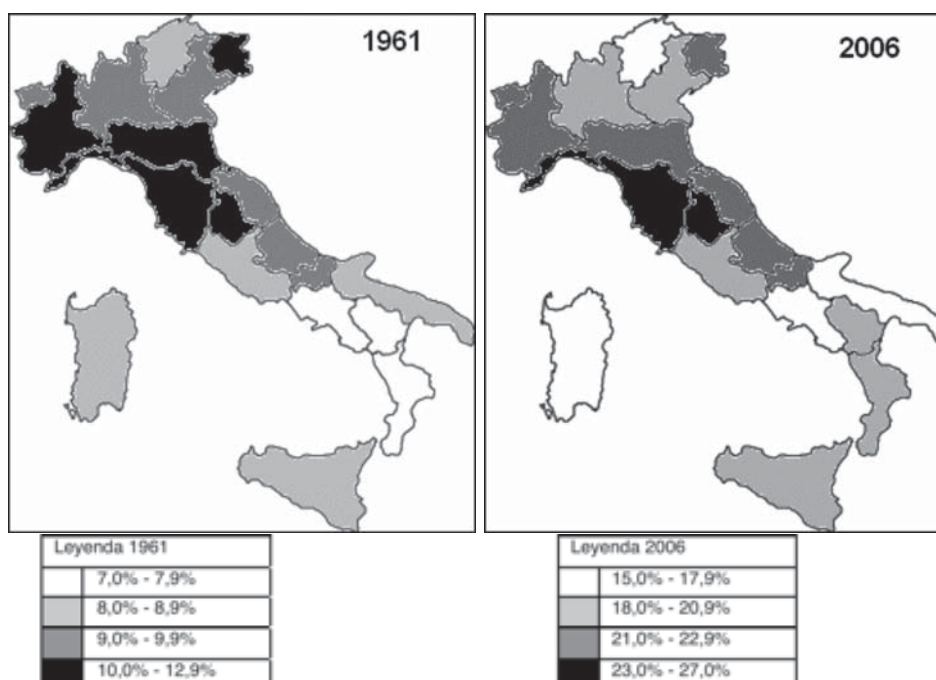 1961
2006
Leyenda 1961
7,0% - 7,9%
8,0% - 8,9%
9,0% - 9,9%
10,0% - 12,9%
Leyenda 2006
15,0% - 17,9%
18,0% - 20,9%
21,0% - 22,9%
23,0% - 27,0%